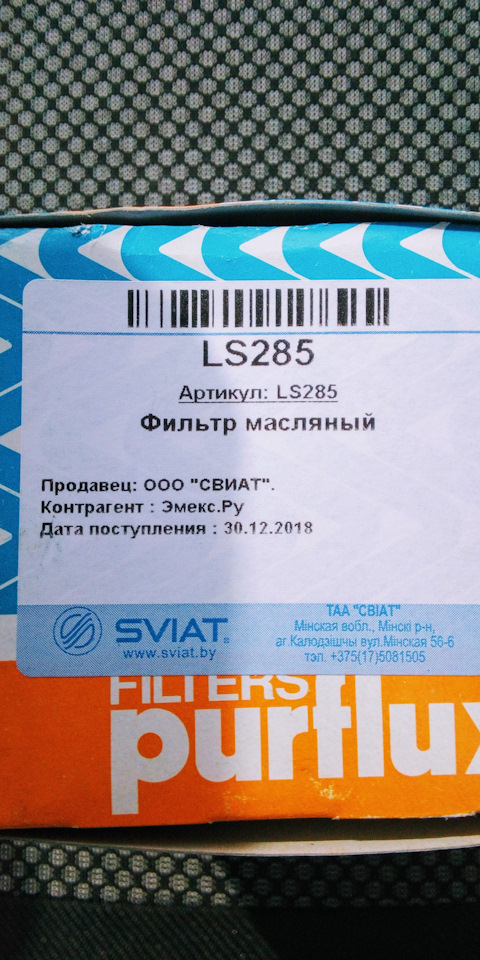 LS285
Артикул: LS285
Фильтр масляный
Продавец: ООО "СВИАТ".
Контрагент : Эмекс.Ру
Дата поступления : 30.12.2018
SVIAT®
www.sviat.by
ТАА "СВІАТ"
Мінская вобл., Мінскі р-н,
аг.Калодзішчы вул.Мінская 56-6
тэл. +375(17)5081505
FILTERS
purflux